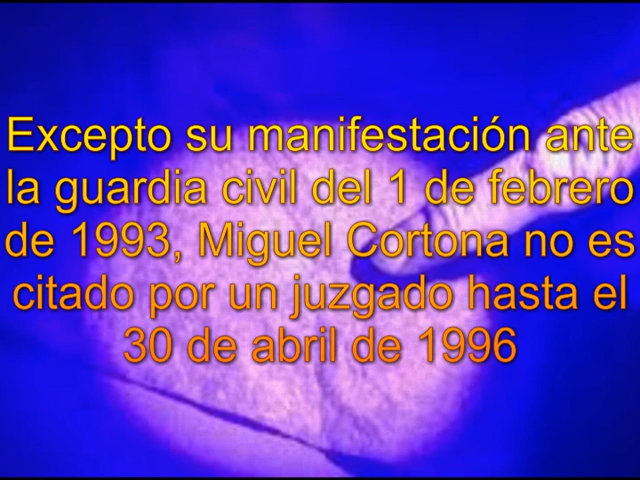 Excepto su manifestación ante
la guardia civil del 1 de febrero
de 1993, Miguel Cortona no es
citado por un juzgado hasta el
30 de abril de 1996